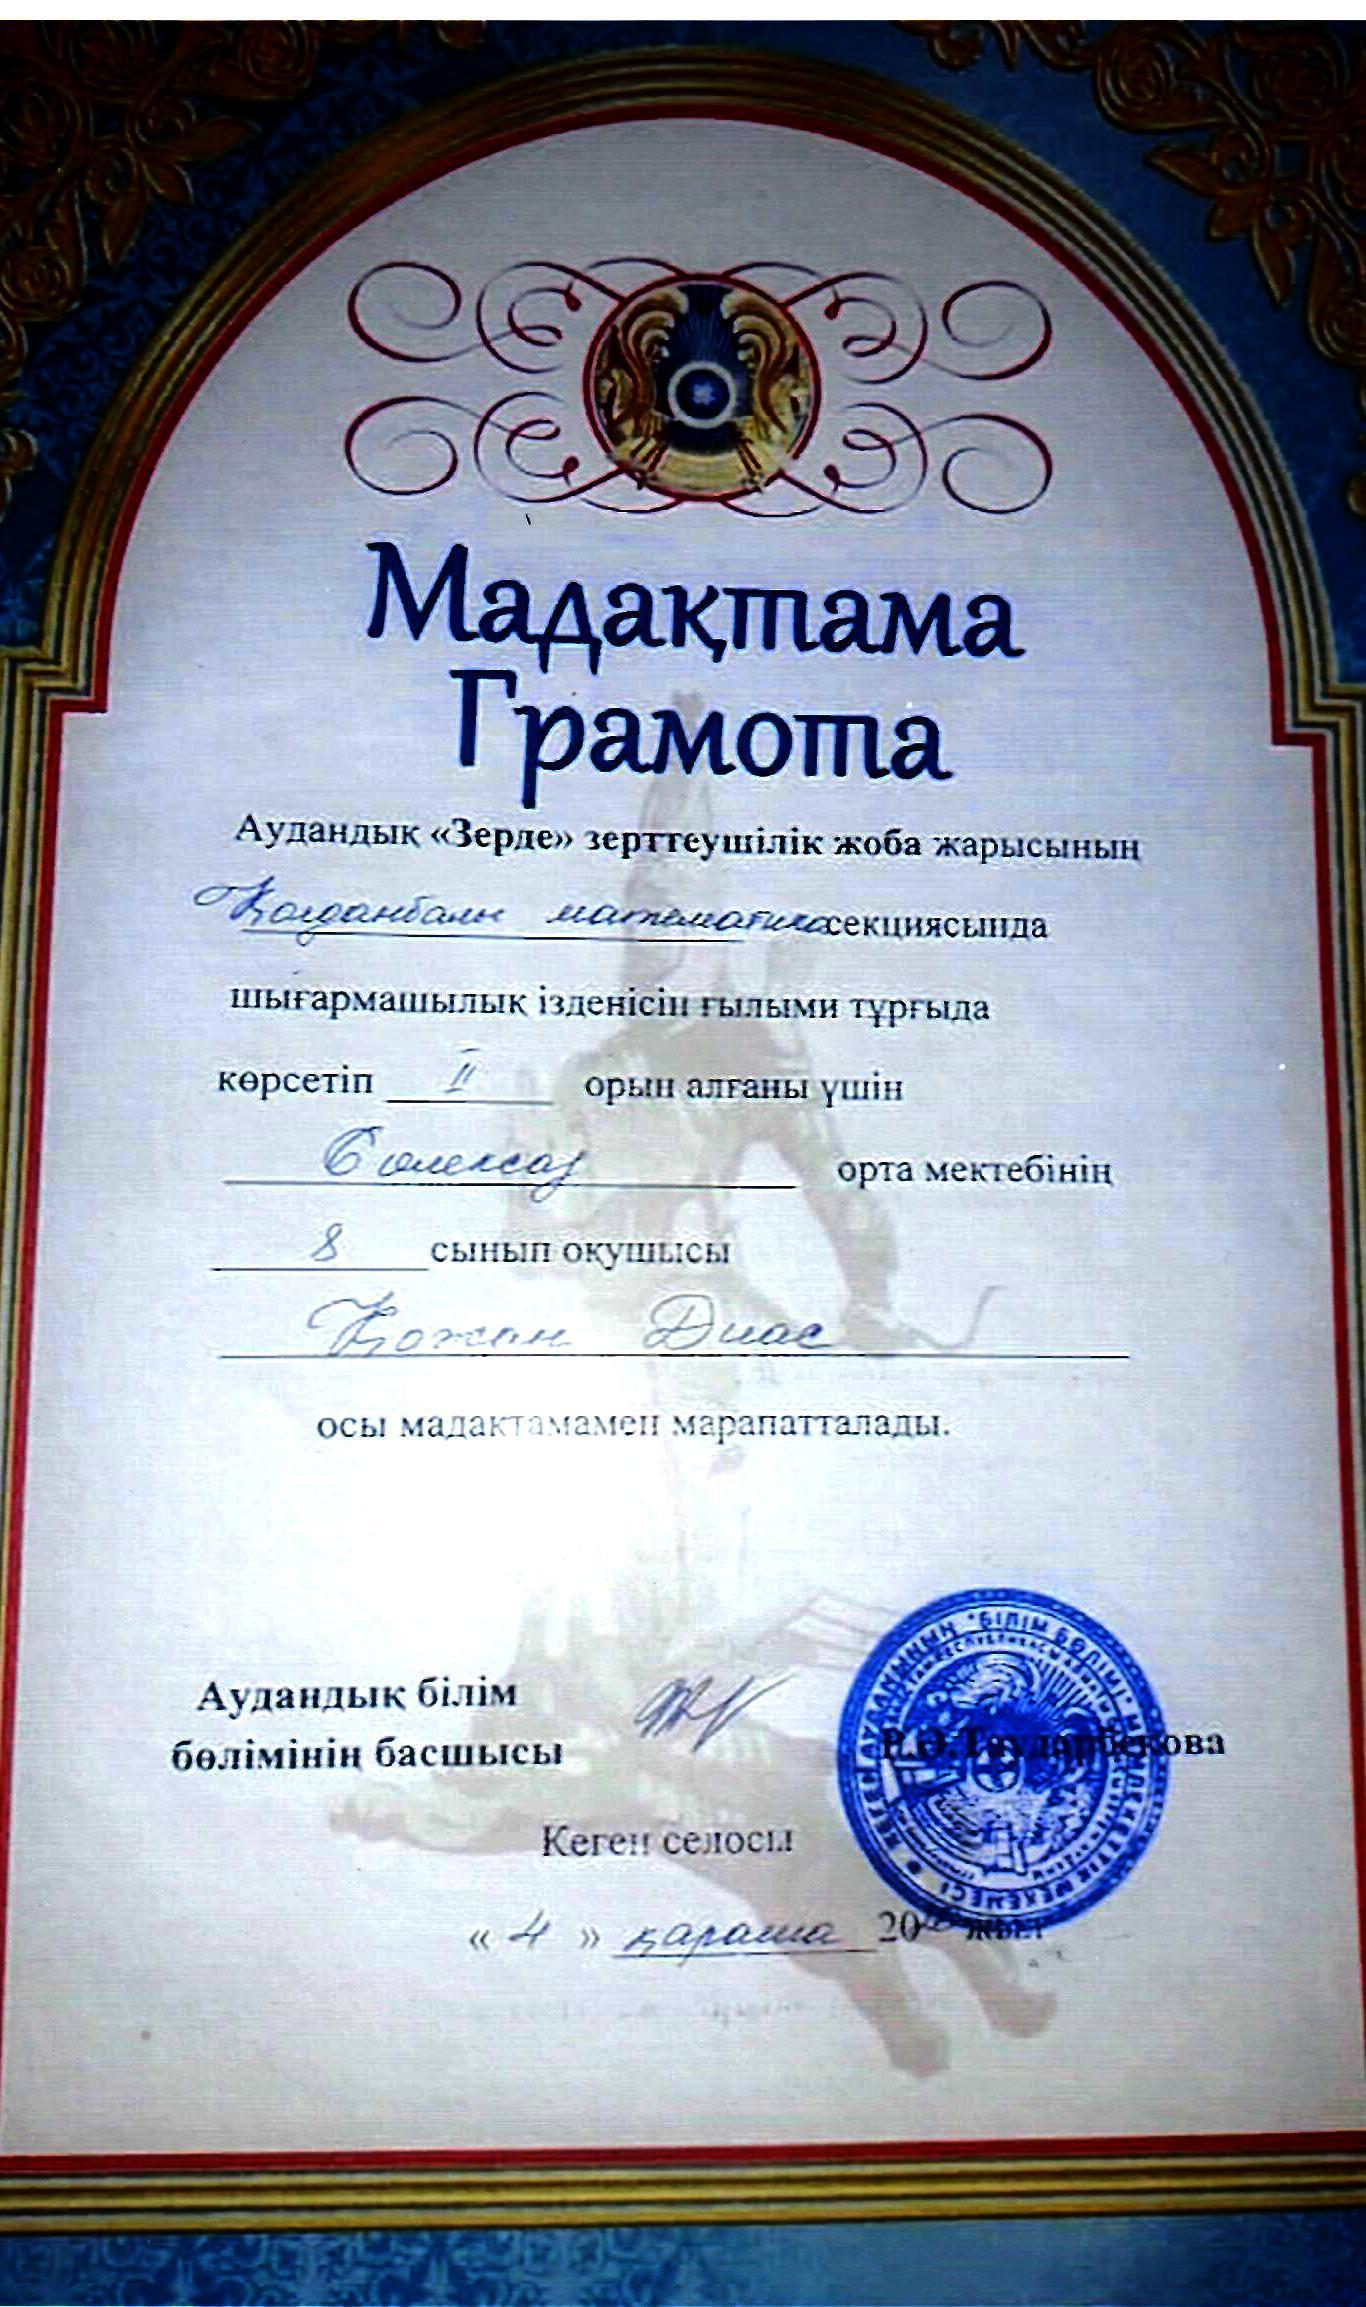 Мадақтама
Грамота
Аудандық «Зерде» зерттеушілік жоба жарысының
Қолданбалы математика секциясында
шығармашылық ізденісін ғылыми тұрғыда
көрсетіп II орын алғаны үшін
орта мектебінің
8 сынып оқушысы
Қожан Диас
осы мадақтамамен марапатталады.
Аудандық білім
бөлімінің басшысы
Кеген селосы
« 4 » қараша 20 жыл